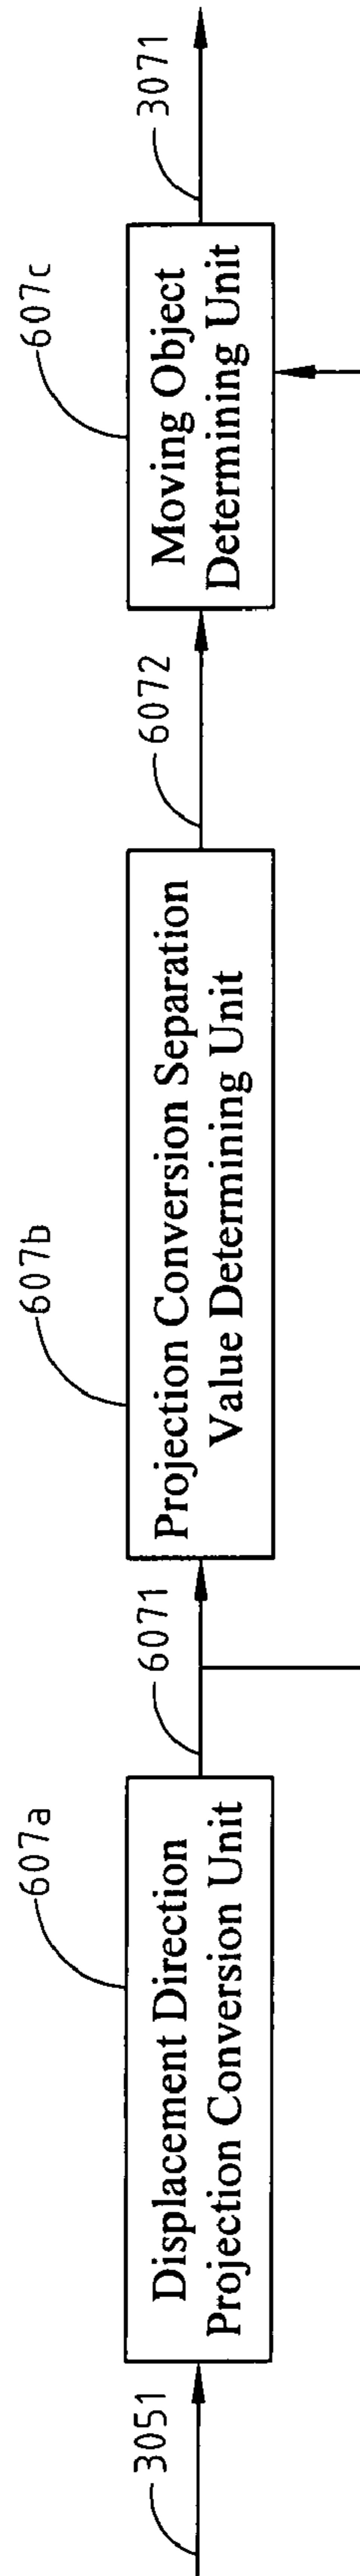 3051
607a
Displacement Direction
Projection Conversion Unit
6071
607b
Projection Conversion Separation
Value Determining Unit
6072
607c
Moving Object
Determining Unit
3071